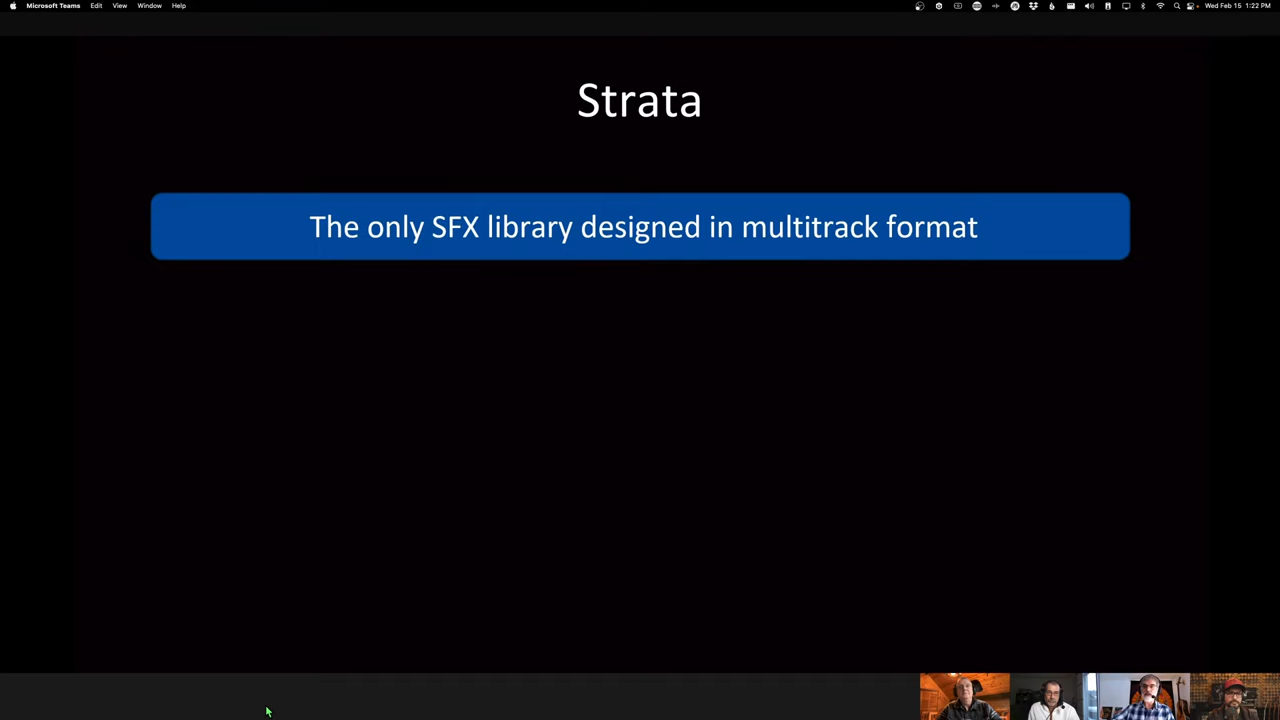 Microsoft Teams Edit View Window Help
Wed Feb 15 1:22 PM
Strata
The only SFX library designed in multitrack format